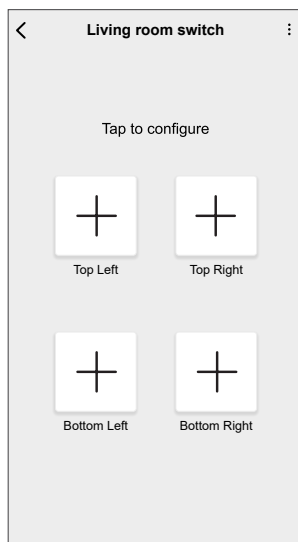 Living room switch
Tap to configure
Top Left
Top Right
Bottom Left
Bottom Right